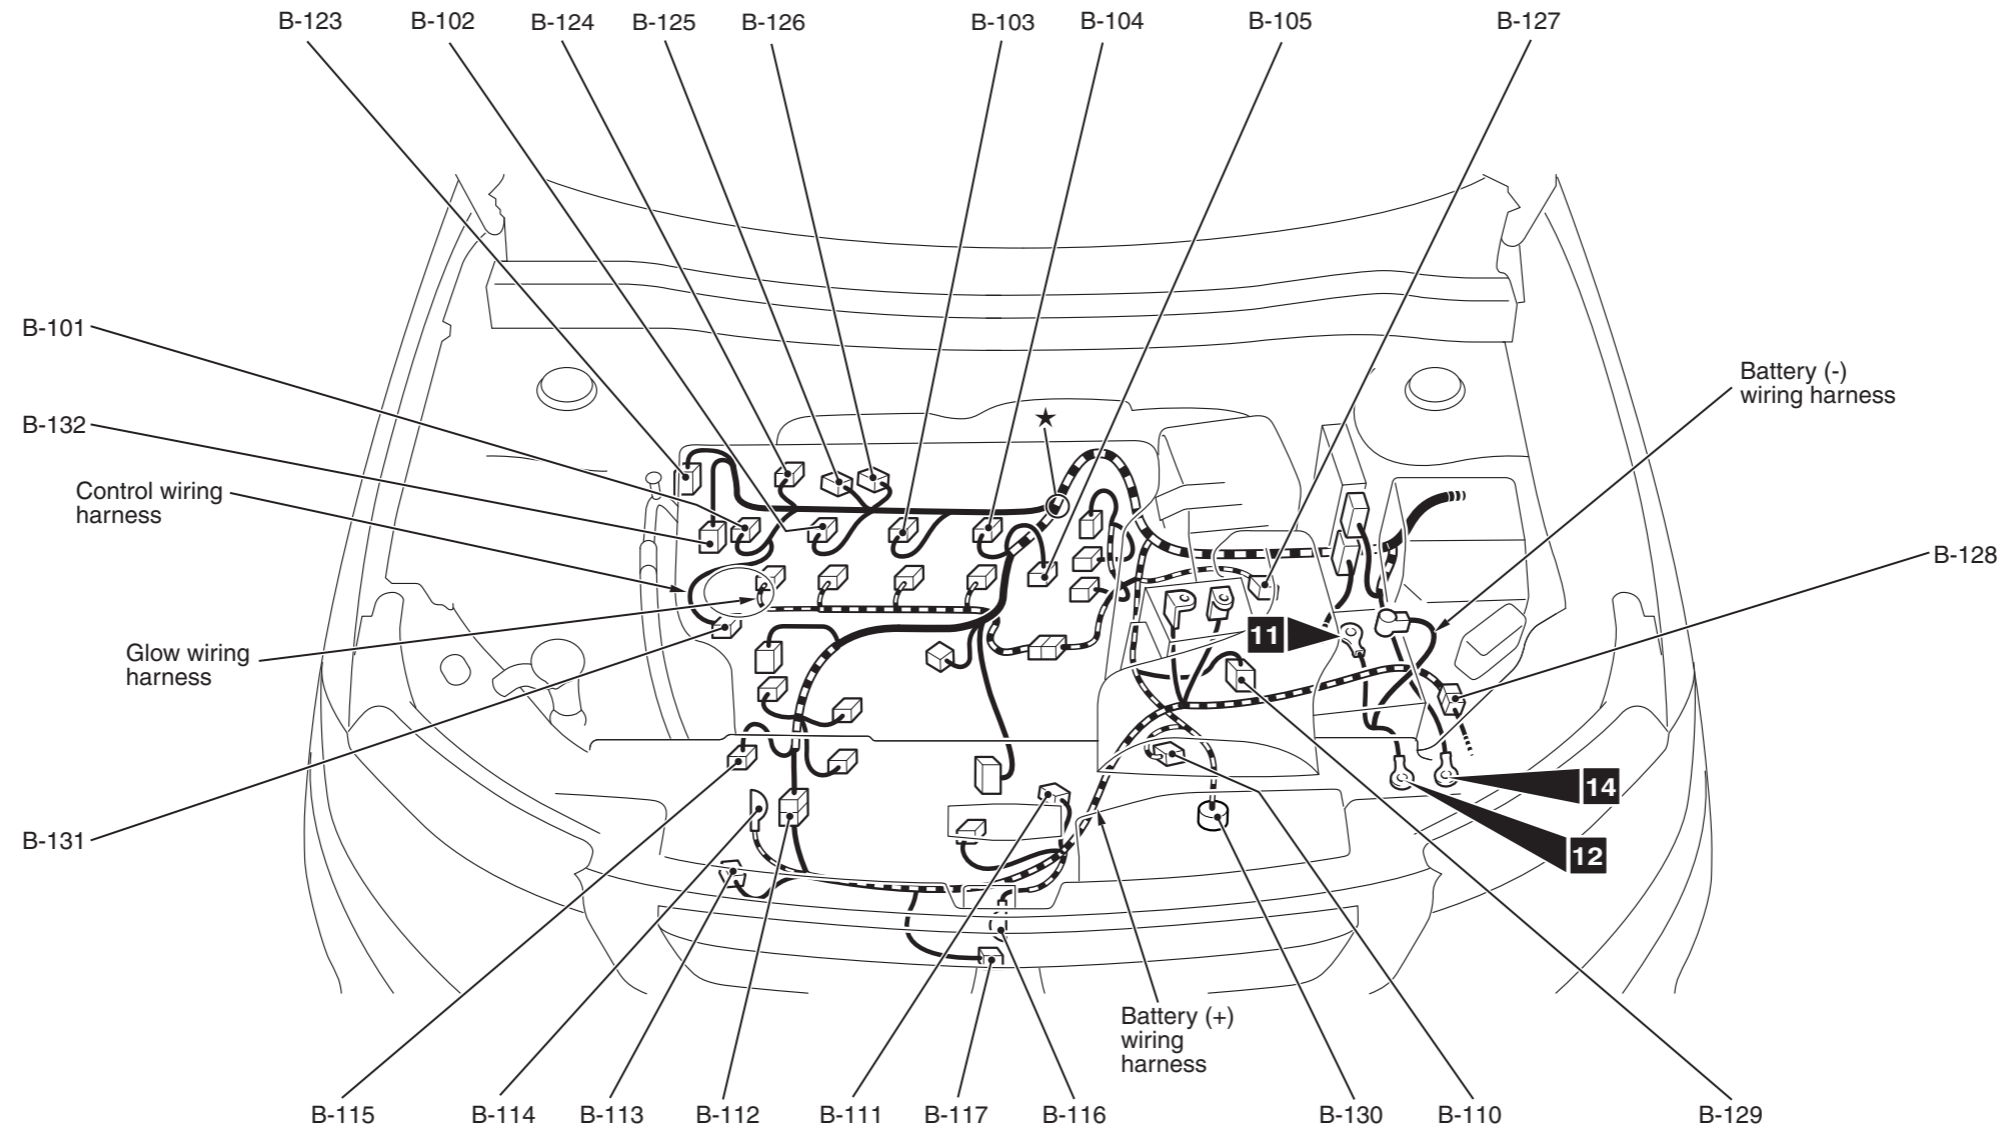 B-123
B-102
B-124
B-125
B-126
B-103
B-104
B-105
B-127
B-101
Battery (-)
wiring harness
B-132
★
Control wiring
harness
B-128
11
Glow wiring
harness
14
B-131
12
Battery (+)
wiring
harness
B-115
B-114
B-113
B-112
B-111
B-117
B-116
B-130
B-110
B-129